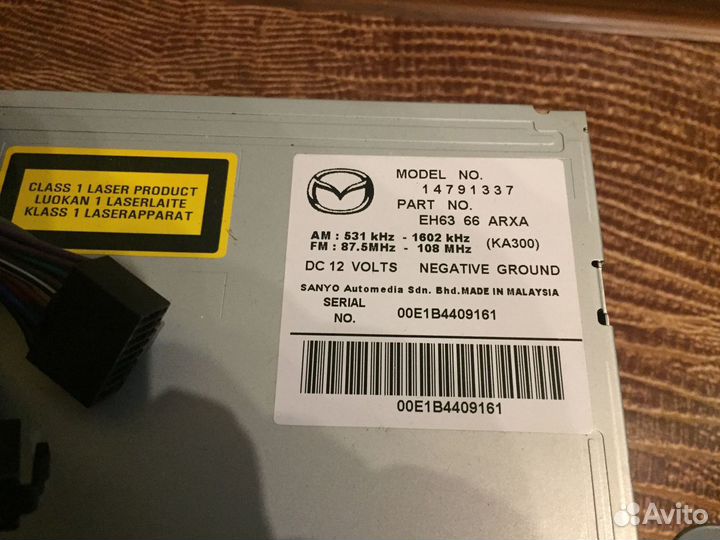 CLASS 1 LASER PRODUCT
LUOKAN 1 LASERLAITE
KLASS 1 LASERAPPARAT
MODEL NO.
14791337
PART NO.
EH63 66 ARXA
AM : 531 kHz - 1602 kHz
FM : 87.5MHz - 108 MHz (KA300)
DC 12 VOLTS NEGATIVE GROUND
SANYO Automedia Sdn. Bhd.MADE IN MALAYSIA
SERIAL NO. 00E1B4409161
00E1B4409161
Avito